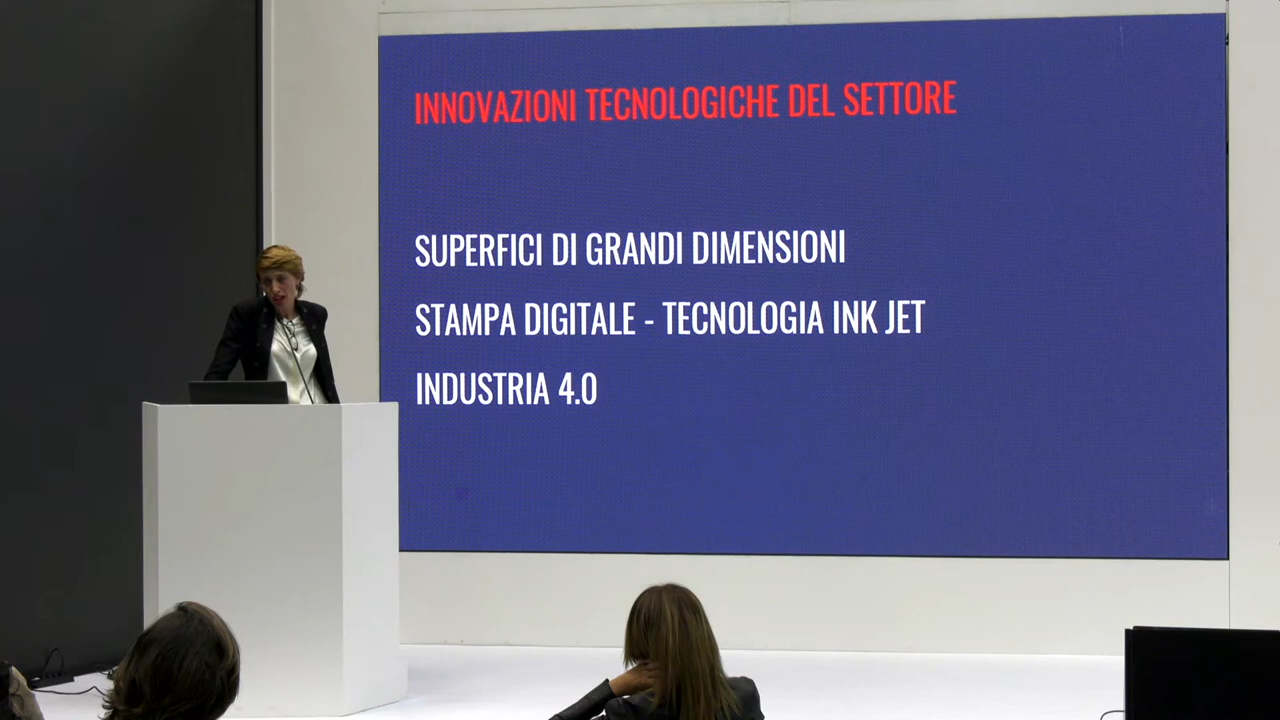 INNOVAZIONI TECNOLOGICHE DEL SETTORE
SUPERFICI DI GRANDI DIMENSIONI
STAMPA DIGITALE - TECNOLOGIA INK JET
INDUSTRIA 4.0